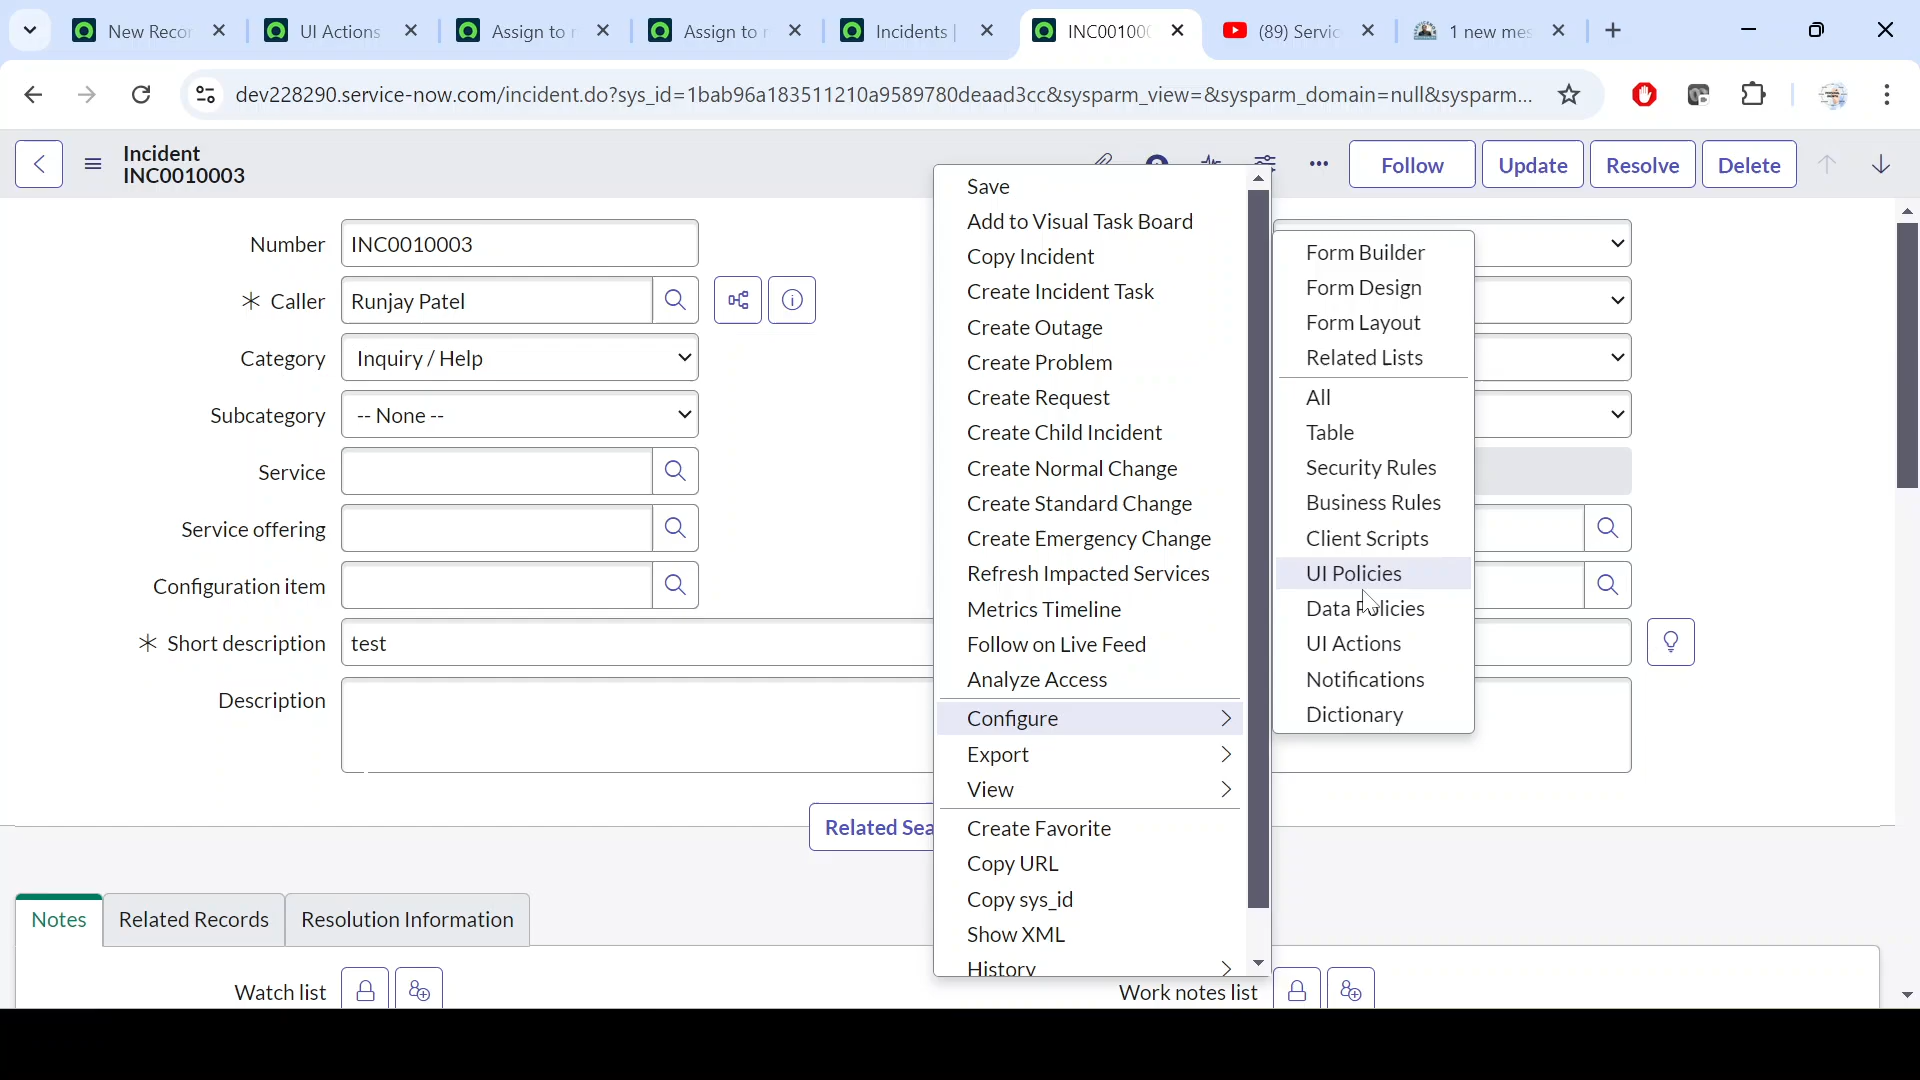 New Recor
UI Actions
Assign to
Assign to
Incidents |
INC00100
(89) Servic
1 new mes
dev228290.service-now.com/incident.do?sys_id=1bab96a183511210a9589780deaad3cc&sysparm_view=&sysparm_domain=null&sysparm...
Incident
INC0010003
Follow
Update
Resolve
Delete
Number
INC0010003
Caller
Runjay Patel
Category
Inquiry / Help
Subcategory
-- None --
Service
Service offering
Configuration item
Short description
test
Description
Related Sea
Save
Add to Visual Task Board
Copy Incident
Create Incident Task
Create Outage
Create Problem
Create Request
Create Child Incident
Create Normal Change
Create Standard Change
Create Emergency Change
Refresh Impacted Services
Metrics Timeline
Follow on Live Feed
Analyze Access
Configure
Export
View
Create Favorite
Copy URL
Copy sys_id
Show XML
History
Form Builder
Form Design
Form Layout
Related Lists
All
Table
Security Rules
Business Rules
Client Scripts
UI Policies
Data Policies
UI Actions
Notifications
Dictionary
Notes
Related Records
Resolution Information
Watch list
Work notes list